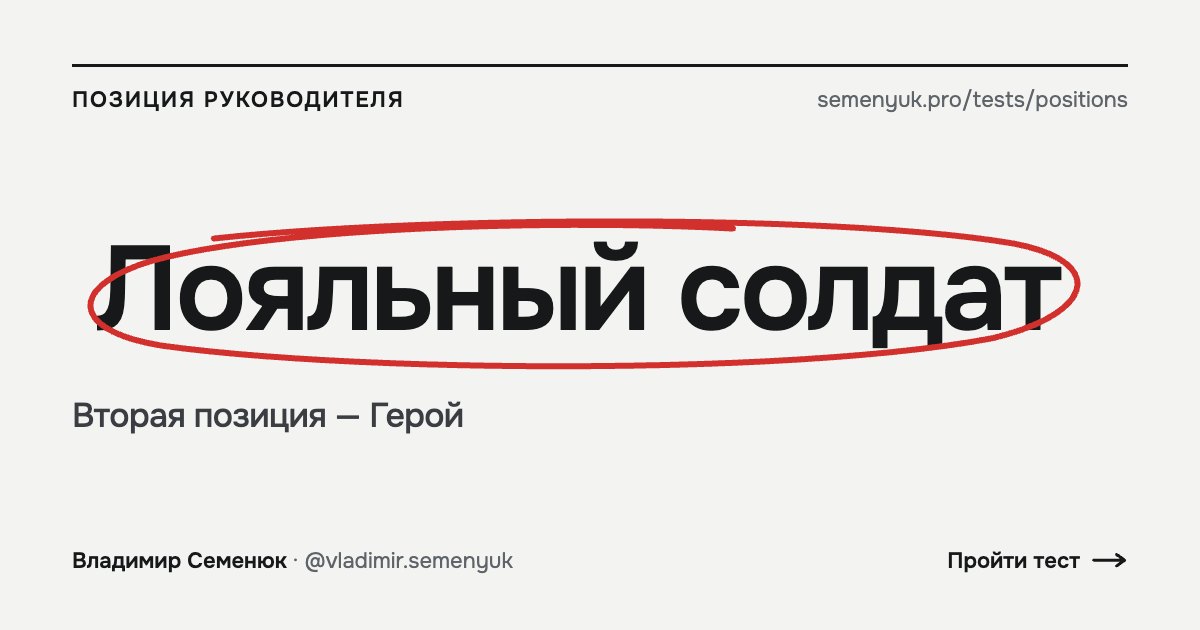 ПОЗИЦИЯ РУКОВОДИТЕЛЯ
semenyuk.pro/tests/positions
Лояльный солдат
Вторая позиция — Герой
Владимир Семенюк · @vladimir.semenyuk
Пройти тест →